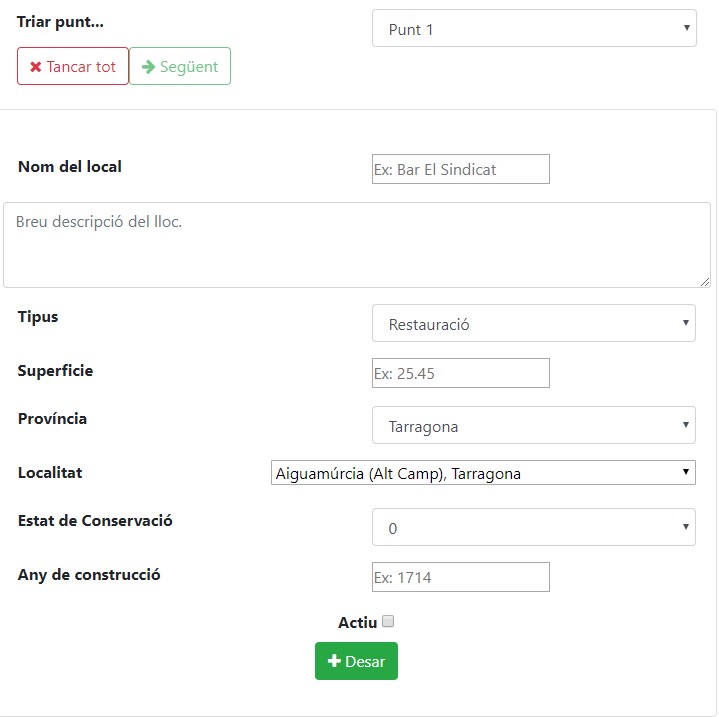 Triar punt...
Punt 1
Tancar tot
Següent
Nom del local
Ex: Bar El Sindicat
Breu descripció del lloc.
Tipus
Restauració
Superficie
Ex: 25.45
Província
Tarragona
Localitat
Aiguamúrcia (Alt Camp), Tarragona
Estat de Conservació
0
Any de construcció
Ex: 1714
Actiu
Desar